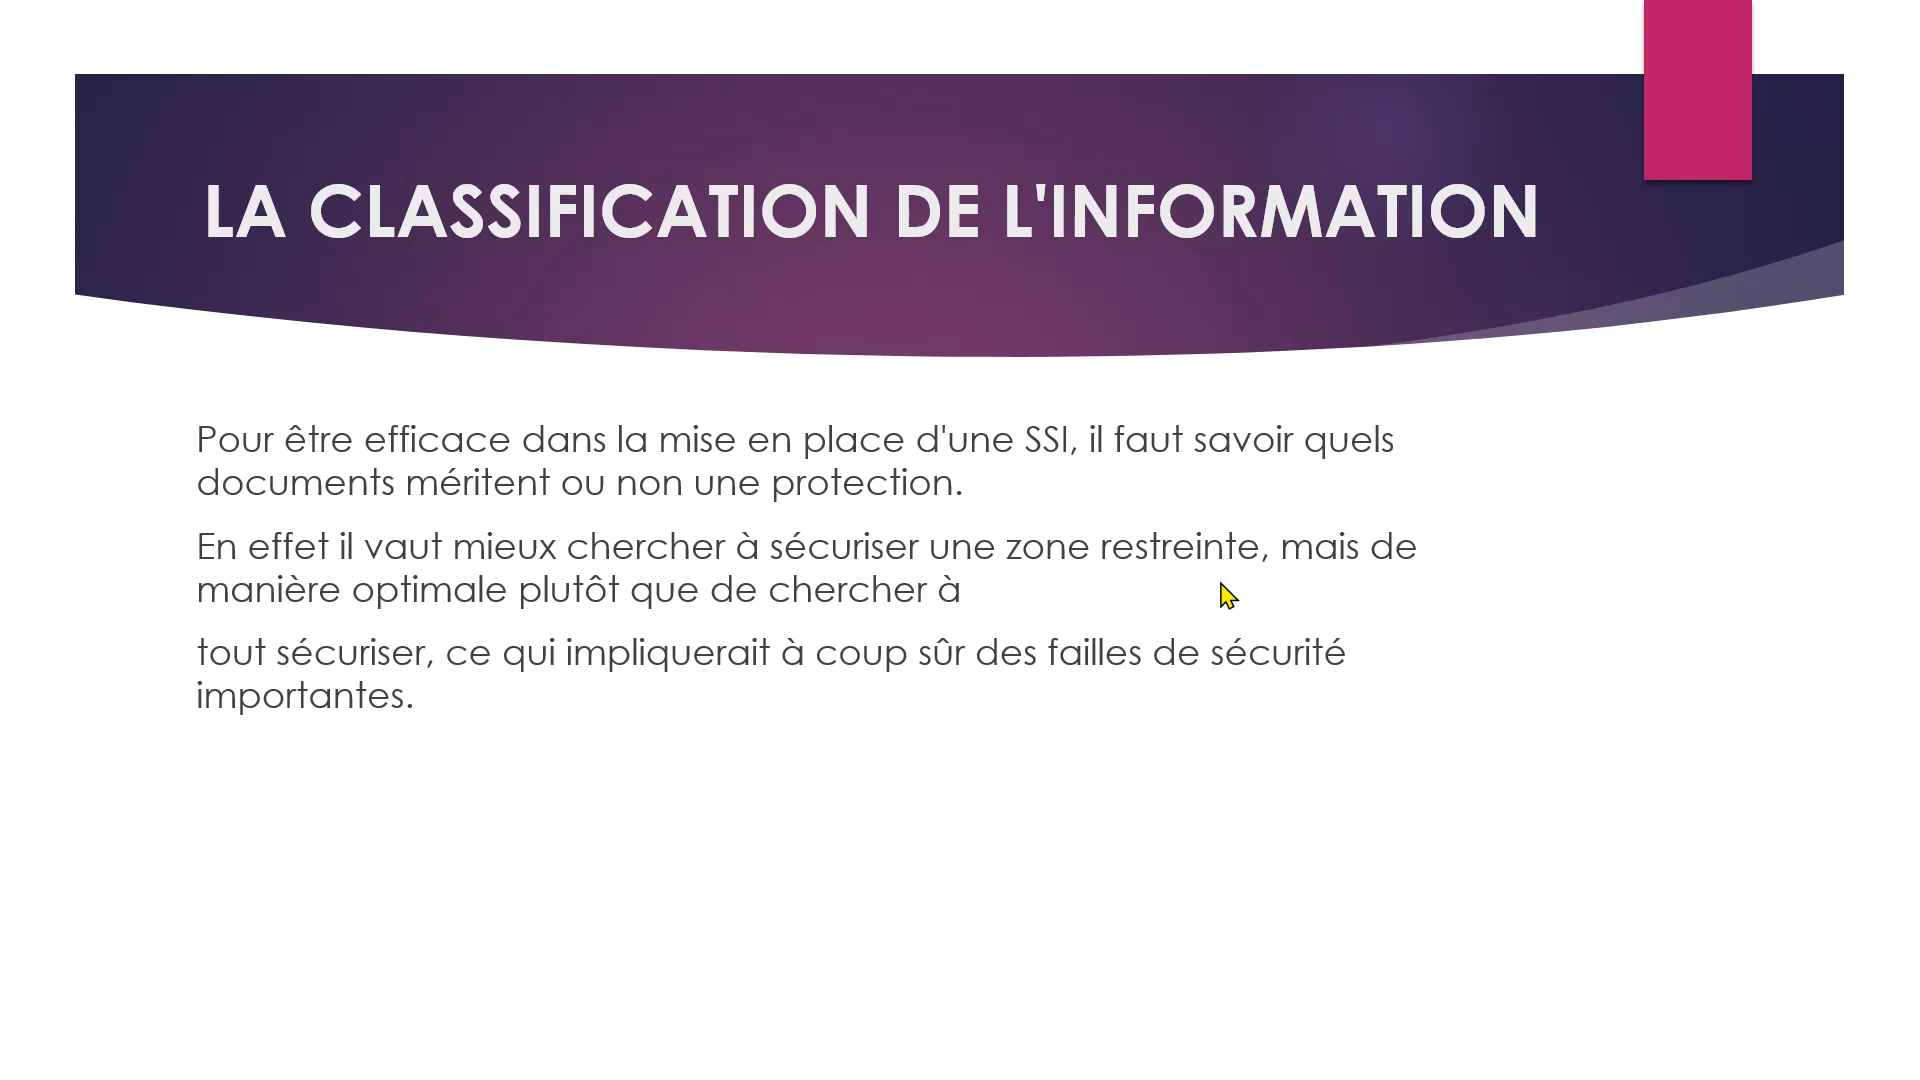 LA CLASSIFICATION DE L'INFORMATION
Pour être efficace dans la mise en place d'une SSI, il faut savoir quels
documents méritent ou non une protection.
En effet il vaut mieux chercher à sécuriser une zone restreinte, mais de
manière optimale plutôt que de chercher à
tout sécuriser, ce qui impliquerait à coup sûr des failles de sécurité
importantes.